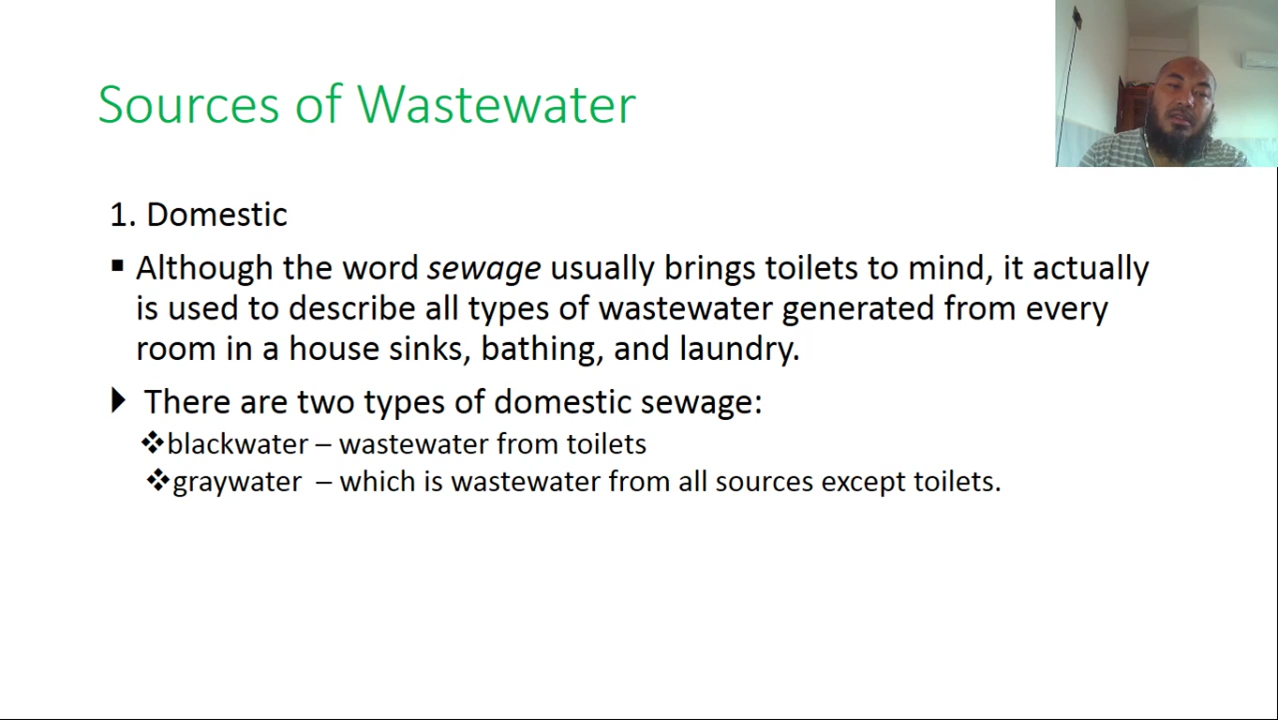 Sources of Wastewater
1. Domestic
▪ Although the word sewage usually brings toilets to mind, it actually
is used to describe all types of wastewater generated from every
room in a house sinks, bathing, and laundry.
There are two types of domestic sewage:
❖blackwater – wastewater from toilets
❖graywater – which is wastewater from all sources except toilets.